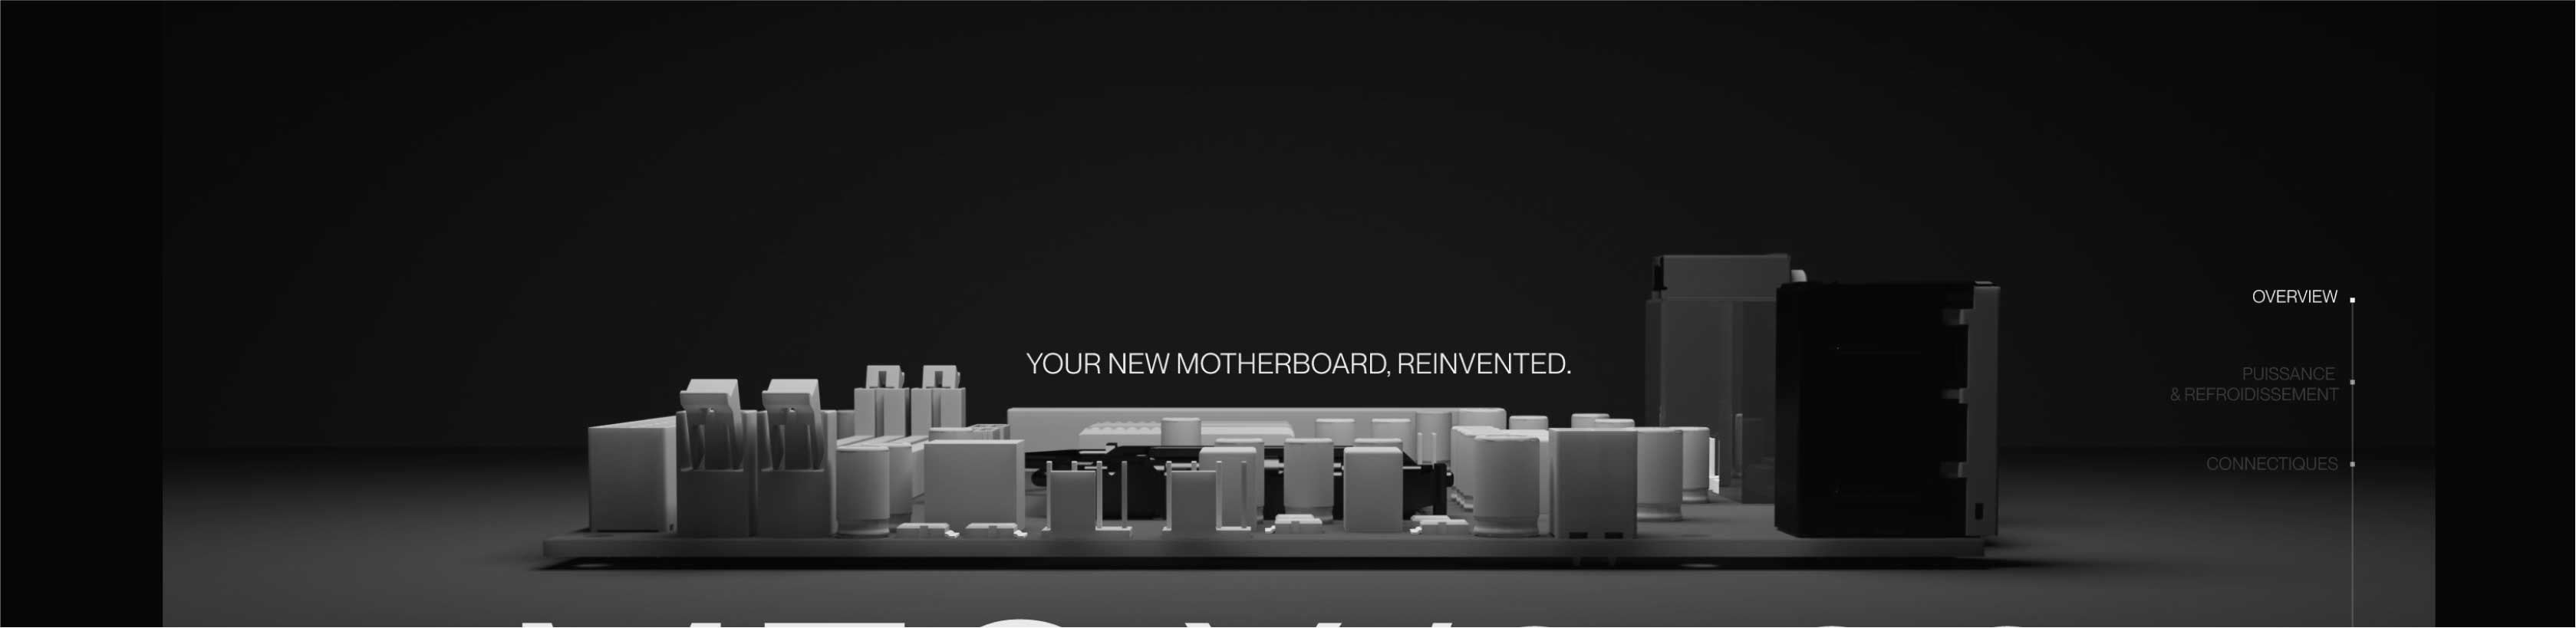 OVERVIEW
YOUR NEW MOTHERBOARD, REINVENTED.
PUISSANCE
& REFROIDISSEMENT
CONNECTIQUES